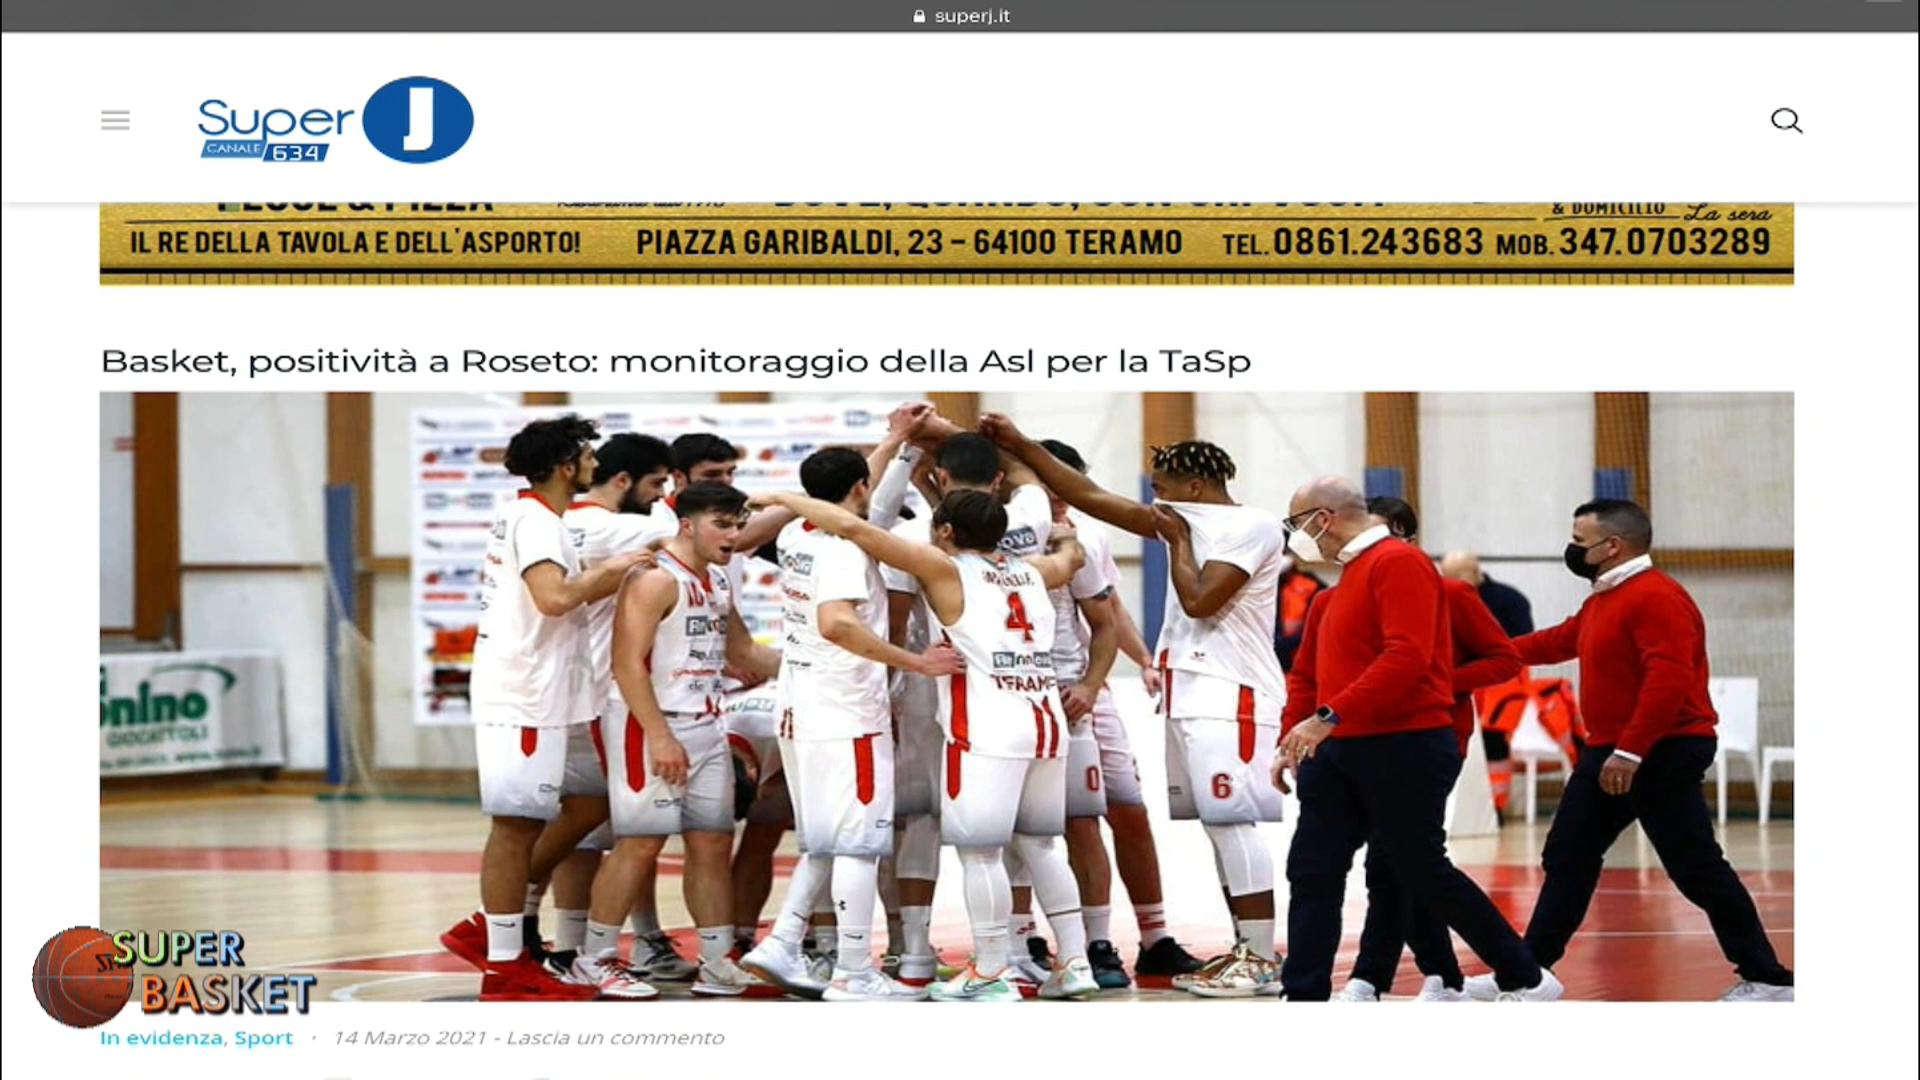 superj.it
Super J
CANALE 634
& DOMICILIO La sera
IL RE DELLA TAVOLA E DELL'ASPORTO! PIAZZA GARIBALDI, 23 - 64100 TERAMO TEL. 0861.243683 MOB. 347.0703289
Basket, positività a Roseto: monitoraggio della Asl per la TaSp
4
TERAMO
0
6
SUPER
BASKET
In evidenza, Sport · 14 Marzo 2021 - Lascia un commento